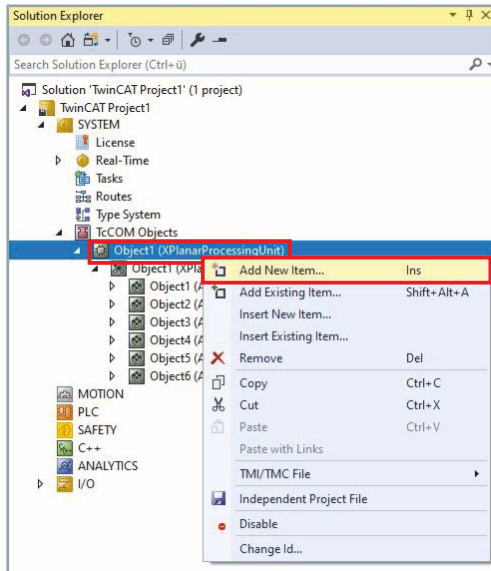 Solution Explorer
Search Solution Explorer (Ctrl+ü)
Solution 'TwinCAT Project1' (1 project)
TwinCAT Project1
SYSTEM
License
Real-Time
Tasks
Routes
Type System
TcCOM Objects
Object1 (XPlanarProcessingUnit)
Object1 (XPla
Object1 (A
Object2 (A
Object3 (A
Object4 (A
Object5 (A
Object6 (A
MOTION
PLC
SAFETY
C++
ANALYTICS
I/O
Add New Item... Ins
Add Existing Item... Shift+Alt+A
Insert New Item...
Insert Existing Item...
Remove Del
Copy Ctrl+C
Cut Ctrl+X
Paste Ctrl+V
Paste with Links
TMI/TMC File
Independent Project File
Disable
Change Id...